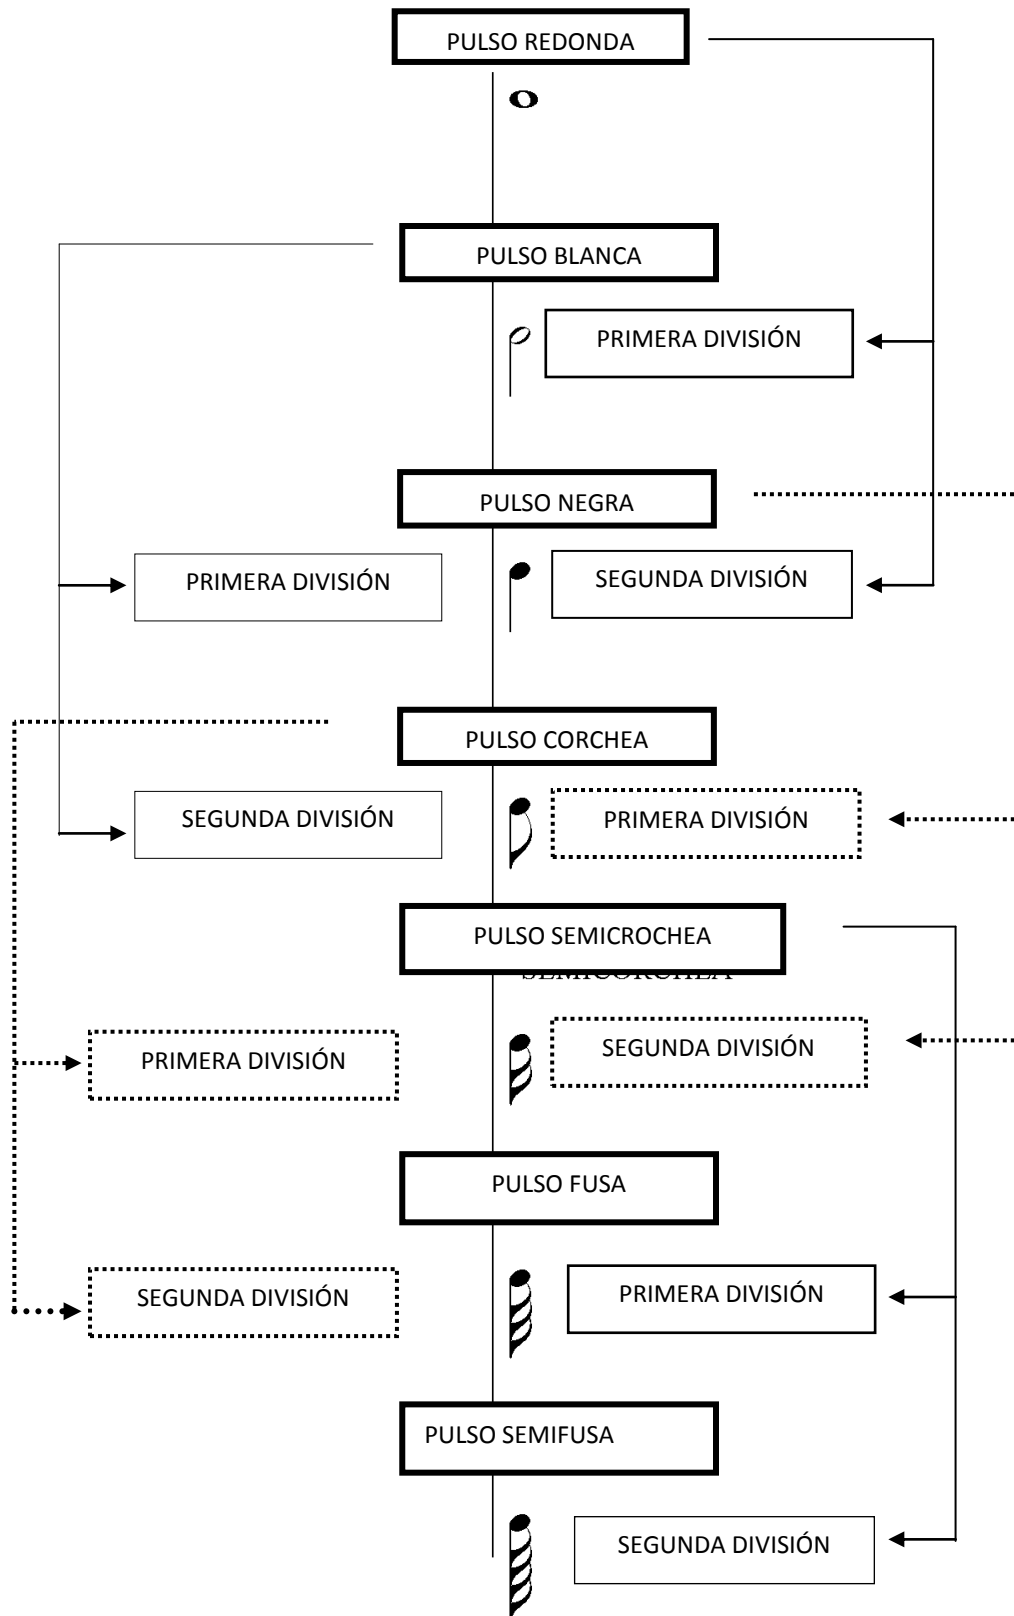 PULSO REDONDA
PULSO BLANCA
PRIMERA DIVISIÓN
PULSO NEGRA
PRIMERA DIVISIÓN
SEGUNDA DIVISIÓN
PULSO CORCHEA
SEGUNDA DIVISIÓN
PRIMERA DIVISIÓN
PULSO SEMICROCHEA
SEMICORCHEA
PRIMERA DIVISIÓN
SEGUNDA DIVISIÓN
PULSO FUSA
SEGUNDA DIVISIÓN
PRIMERA DIVISIÓN
PULSO SEMIFUSA
SEGUNDA DIVISIÓN